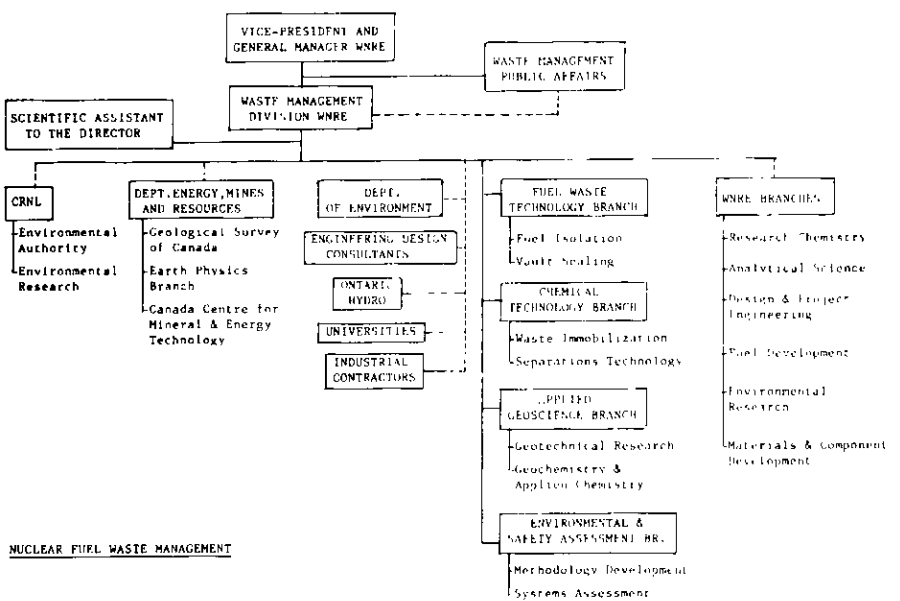 VICE-PRESIDENT AND
GENERAL MANAGER WNRE
WASTE MANAGEMENT
PUBLIC AFFAIRS
WASTE MANAGEMENT
DIVISION WNRE
SCIENTIFIC ASSISTANT
TO THE DIRECTOR
CRNL
Environmental
Authority
Environmental
Research
DEPT.ENERGY,MINES
AND RESOURCES
Geological Survey
of Canada
Earth Physics
Branch
Canada Centre for
Mineral & Energy
Technology
DEPT.
OF ENVIRONMENT
ENGINEERING DESIGN
CONSULTANTS
ONTARIO
HYDRO
UNIVERSITIES
INDUSTRIAL
CONTRACTORS
FUEL WASTE
TECHNOLOGY BRANCH
Fuel Isolation
Vault Sealing
CHEMICAL
TECHNOLOGY BRANCH
Waste Immobilization
Separations Technology
APPLIED
GEOSCIENCE BRANCH
Geotechnical Research
Geochemistry &
Applied Chemistry
ENVIRONMENTAL &
SAFETY ASSESSMENT BR.
Methodology Development
Systems Assessment
WNRE BRANCHES
Research Chemistry
Analytical Science
Design & Project
Engineering
Fuel Development
Environmental
Research
Materials & Component
Development
NUCLEAR FUEL WASTE MANAGEMENT